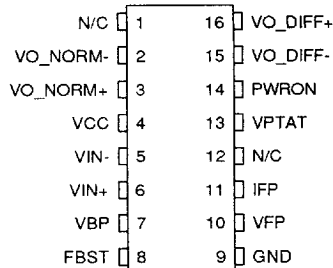 N/C 1 16 VO_DIFF+
VO_NORM- 2 15 VO_DIFF-
VO_NORM+ 3 14 PWRON
VCC 4 13 VPTAT
VIN- 5 12 N/C
VIN+ 6 11 IFP
VBP 7 10 VFP
FBST 8 9 GND